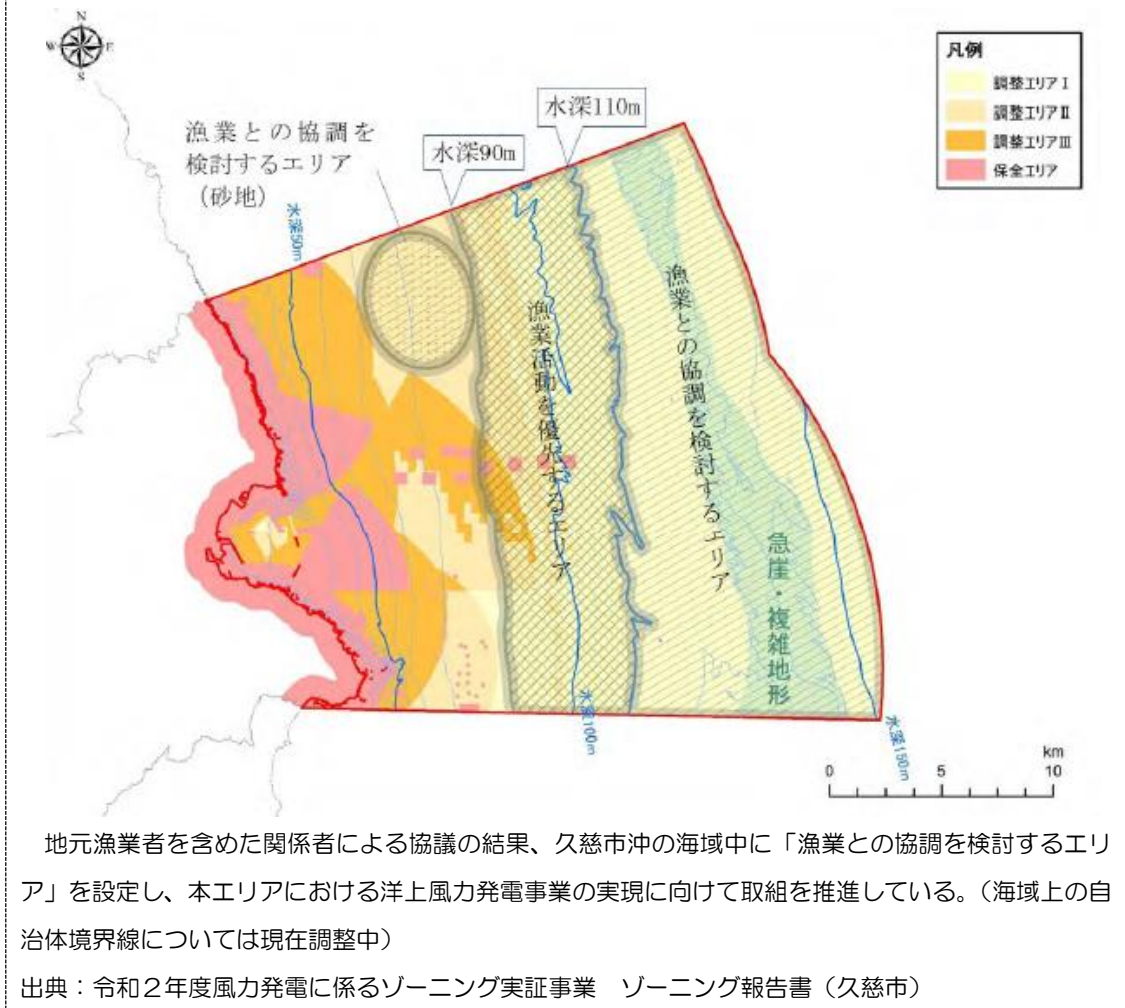 N
W
E
S
凡例
調整エリアⅠ
調整エリアⅡ
調整エリアⅢ
保全エリア
水深110m
漁業との協調を
検討するエリア
（砂地）
水深90m
水深50m
漁業活動を優先するエリア
漁業との協調を検討するエリア
急崖・複雑地形
水深100m
水深150m
km
0 5 10
地元漁業者を含めた関係者による協議の結果、久慈市沖の海域中に「漁業との協調を検討するエリ
ア」を設定し、本エリアにおける洋上風力発電事業の実現に向けて取組を推進している。（海域上の自
治体境界線については現在調整中）
出典：令和２年度風力発電に係るゾーニング実証事業　ゾーニング報告書（久慈市）